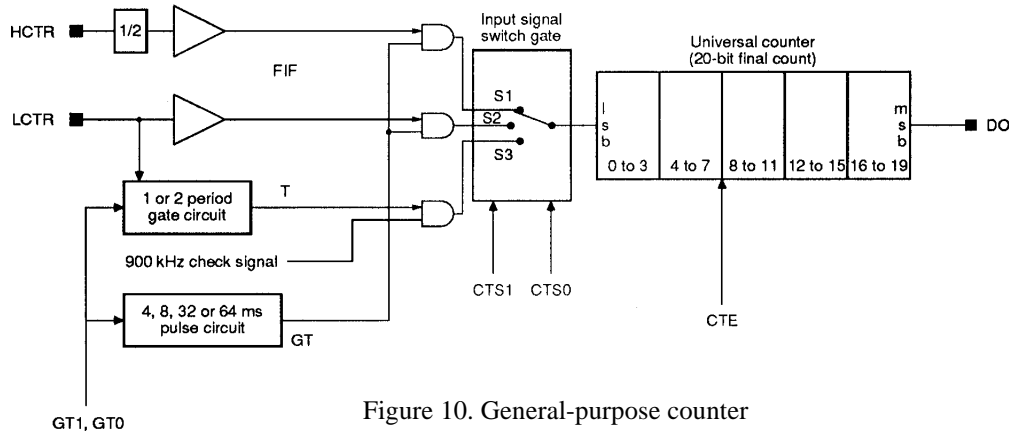 HCTR
1/2
FIF
LCTR
1 or 2 period
gate circuit
T
900 kHz check signal
4, 8, 32 or 64 ms
pulse circuit
GT
GT1, GT0
Input signal
switch gate
S1
S2
S3
CTS1
CTS0
Universal counter
(20-bit final count)
l
s
b
0 to 3
4 to 7
8 to 11
12 to 15
16 to 19
m
s
b
DO
CTE
Figure 10. General-purpose counter